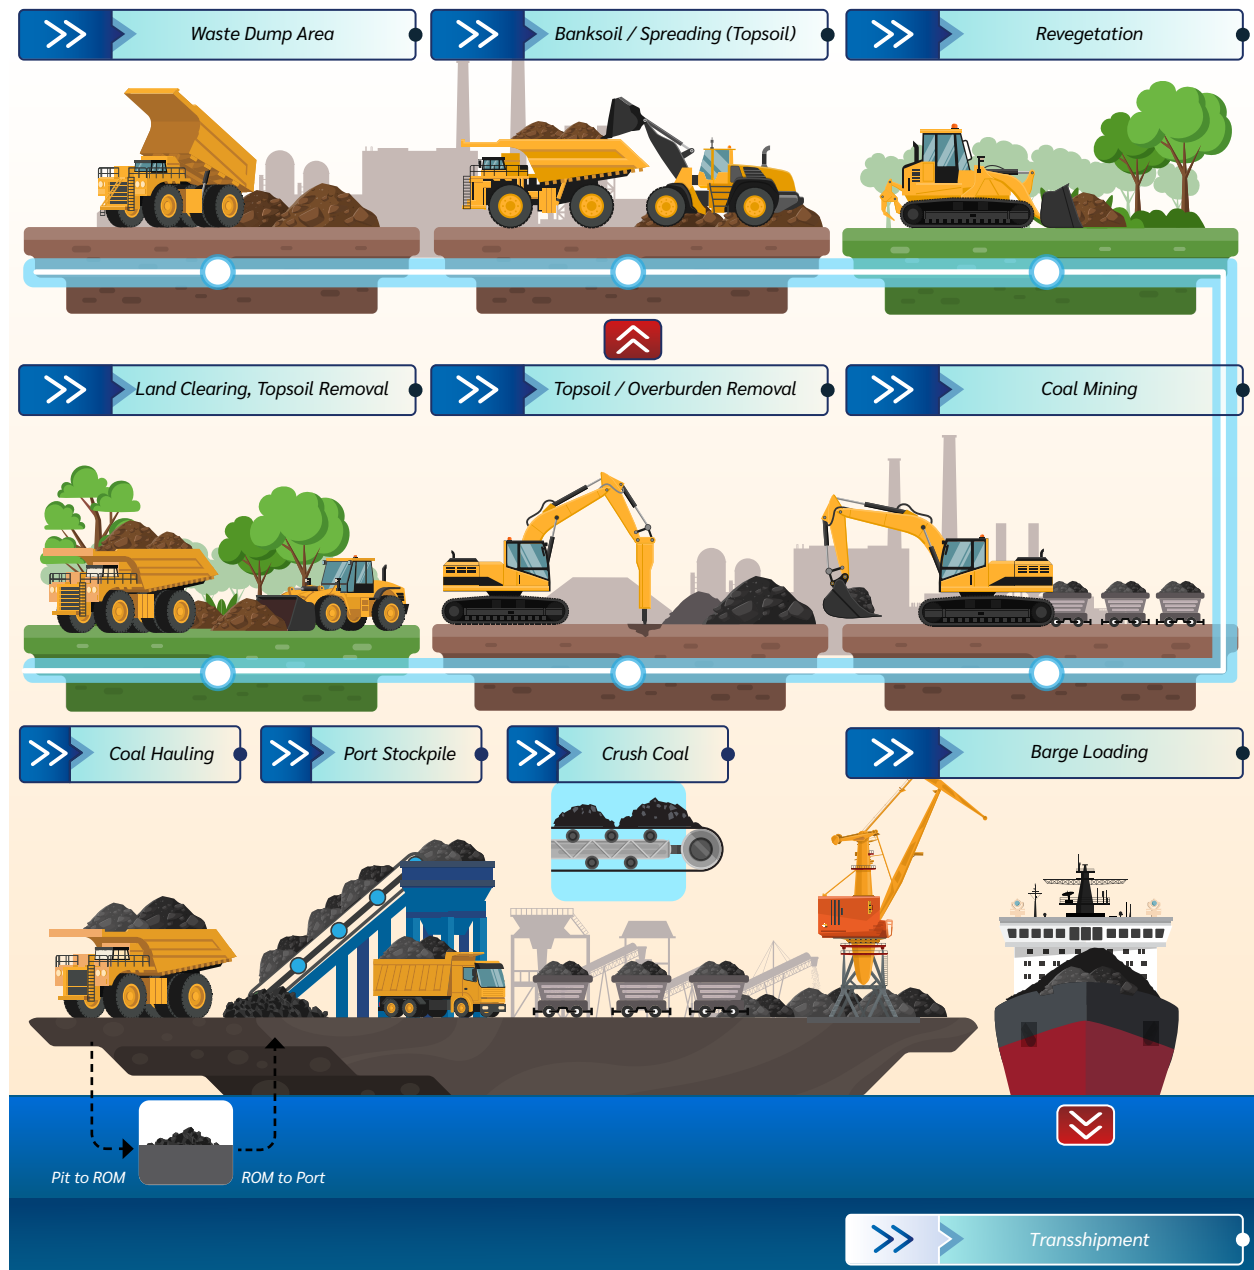 Waste Dump Area
Banksoil / Spreading (Topsoil)
Revegetation
Land Clearing, Topsoil Removal
Topsoil / Overburden Removal
Coal Mining
Coal Hauling
Port Stockpile
Crush Coal
Barge Loading
Pit to ROM
ROM to Port
Transshipment